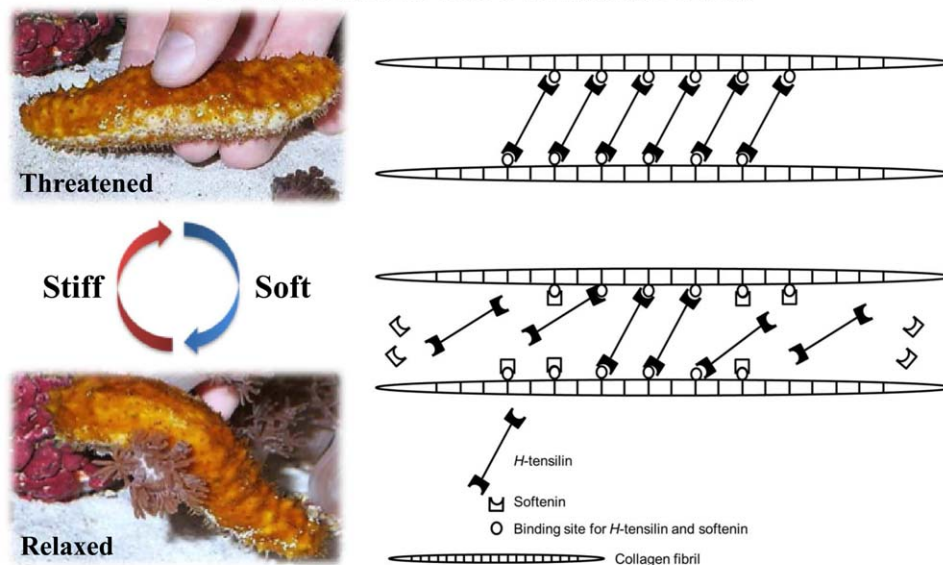 Threatened
Stiff
Soft
Relaxed
H-tensilin
Softenin
Binding site for H-tensilin and softenin
Collagen fibril